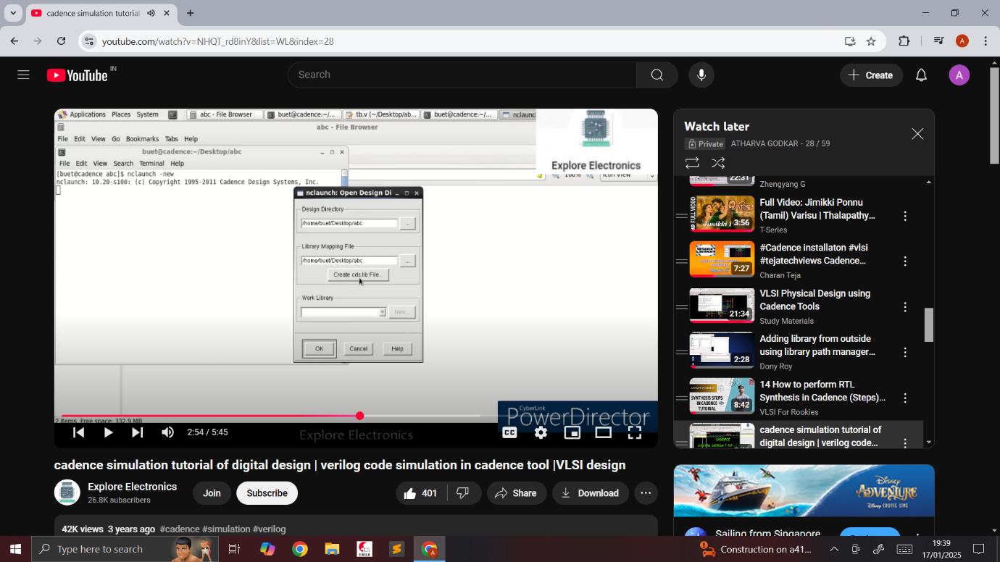 cadence simulation tutorial
youtube.com/watch?v=NHQT_rd8inY&list=WL&index=28
A
YouTube IN
Search
Create
A
Applications Places System
abc - File Browser
buet@cadence:~/...
tb.v (~/Desktop/ab...
buet@cadence:~/...
nclaunch
abc - File Browser
File Edit View Go Bookmarks Tabs Help
buet@cadence:~/Desktop/abc
File Edit View Search Terminal Help
[buet@cadence abc]$ nclaunch -new
nclaunch: 10.20-s100: (c) Copyright 1995-2011 Cadence Design Systems, Inc.
100% Icon View
Explore Electronics
nclaunch: Open Design Di
Design Directory
/home/buet/Desktop/abc
...
Library Mapping File
/home/buet/Desktop/abc
...
Create cds.lib File...
Work Library
New...
OK Cancel Help
2 items, Free space: 332.9 MB
CyberLink
PowerDirector
2:54 / 5:45
Explore Electronics
CC
cadence simulation tutorial of digital design | verilog code simulation in cadence tool |VLSI design
Explore Electronics
26.8K subscribers
Join
Subscribe
401
Share
Download
42K views 3 years ago #cadence #simulation #verilog
Watch later
Private ATHARVA GODKAR - 28 / 59
22:31
Zhengyang G
FULL VIDEO
3:56
Full Video: Jimikki Ponnu
(Tamil) Varisu | Thalapathy...
T-Series
7:27
#Cadence installaton #vlsi
#tejatechviews Cadence...
Charan Teja
21:34
VLSI Physical Design using
Cadence Tools
Study Materials
2:28
Adding library from outside
using library path manager...
Dony Roy
SYNTHESIS STEPS
IN CADENCE
TUTORIAL
8:42
14 How to perform RTL
Synthesis in Cadence (Steps)...
VLSI For Rookies
CADENCE
cadence simulation tutorial of
digital design | verilog code...
Disney
ADVENTURE
Disney CRUISE LINE
Sailing from Singapore
Type here to search
EAGLE
A
Construction on a41...
19:39
17/01/2025